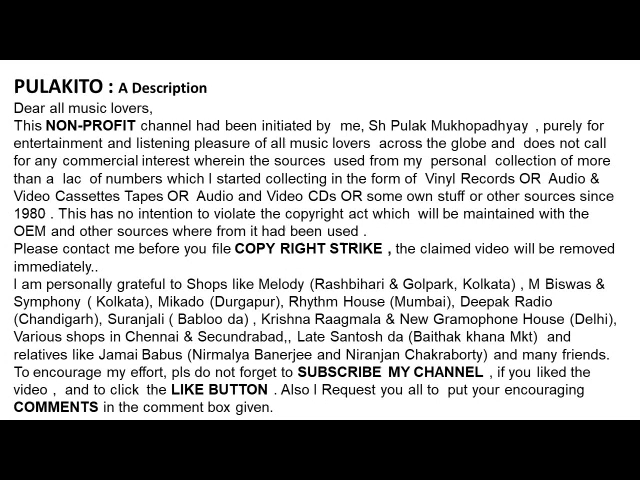 PULAKITO : A Description
Dear all music lovers,
This NON-PROFIT channel had been initiated by me, Sh Pulak Mukhopadhyay , purely for
entertainment and listening pleasure of all music lovers across the globe and does not call
for any commercial interest wherein the sources used from my personal collection of more
than a lac of numbers which I started collecting in the form of Vinyl Records OR Audio &
Video Cassettes Tapes OR Audio and Video CDs OR some own stuff or other sources since
1980 . This has no intention to violate the copyright act which will be maintained with the
OEM and other sources where from it had been used .
Please contact me before you file COPY RIGHT STRIKE , the claimed video will be removed
immediately..
I am personally grateful to Shops like Melody (Rashbihari & Golpark, Kolkata) , M Biswas &
Symphony ( Kolkata), Mikado (Durgapur), Rhythm House (Mumbai), Deepak Radio
(Chandigarh), Suranjali ( Babloo da) , Krishna Raagmala & New Gramophone House (Delhi),
Various shops in Chennai & Secundrabad,, Late Santosh da (Baithak khana Mkt) and
relatives like Jamai Babus (Nirmalya Banerjee and Niranjan Chakraborty) and many friends.
To encourage my effort, pls do not forget to SUBSCRIBE MY CHANNEL , if you liked the
video , and to click the LIKE BUTTON . Also I Request you all to put your encouraging
COMMENTS in the comment box given.